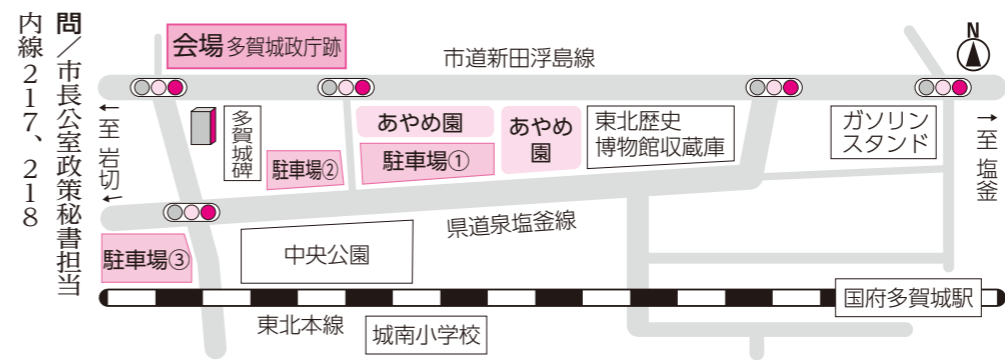 問／市長公室政策秘書担当
内線217、218
会場 多賀城政庁跡
市道新田浮島線
N
←至 岩切
多賀城碑
駐車場②
あやめ園
駐車場①
あやめ
園
東北歴史
博物館収蔵庫
ガソリン
スタンド
→至 塩釜
県道泉塩釜線
駐車場③
中央公園
国府多賀城駅
東北本線
城南小学校